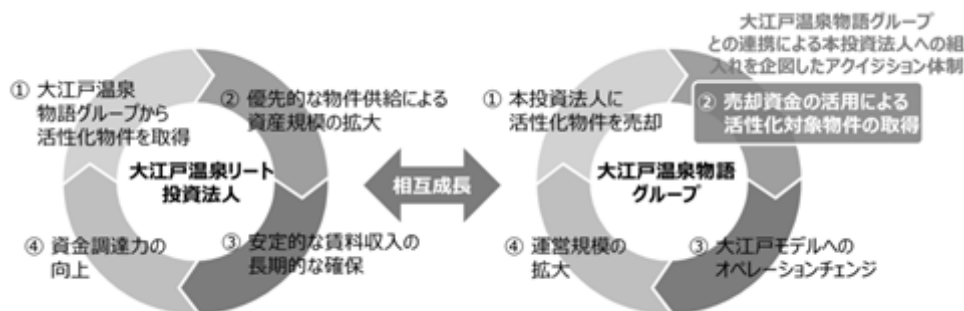 大江戸温泉物語グループ
との連携による本投資法人への組
入れを企図したアクイジション体制
① 大江戸温泉
物語グループから
活性化物件を取得
② 優先的な物件供給による
資産規模の拡大
大江戸温泉リート
投資法人
④ 資金調達力の
向上
③ 安定的な賃料収入の
長期的な確保
相互成長
① 本投資法人に
活性化物件を売却
② 売却資金の活用による
活性化対象物件の取得
大江戸温泉物語
グループ
④ 運営規模の
拡大
③ 大江戸モデルへの
オペレーションチェンジ